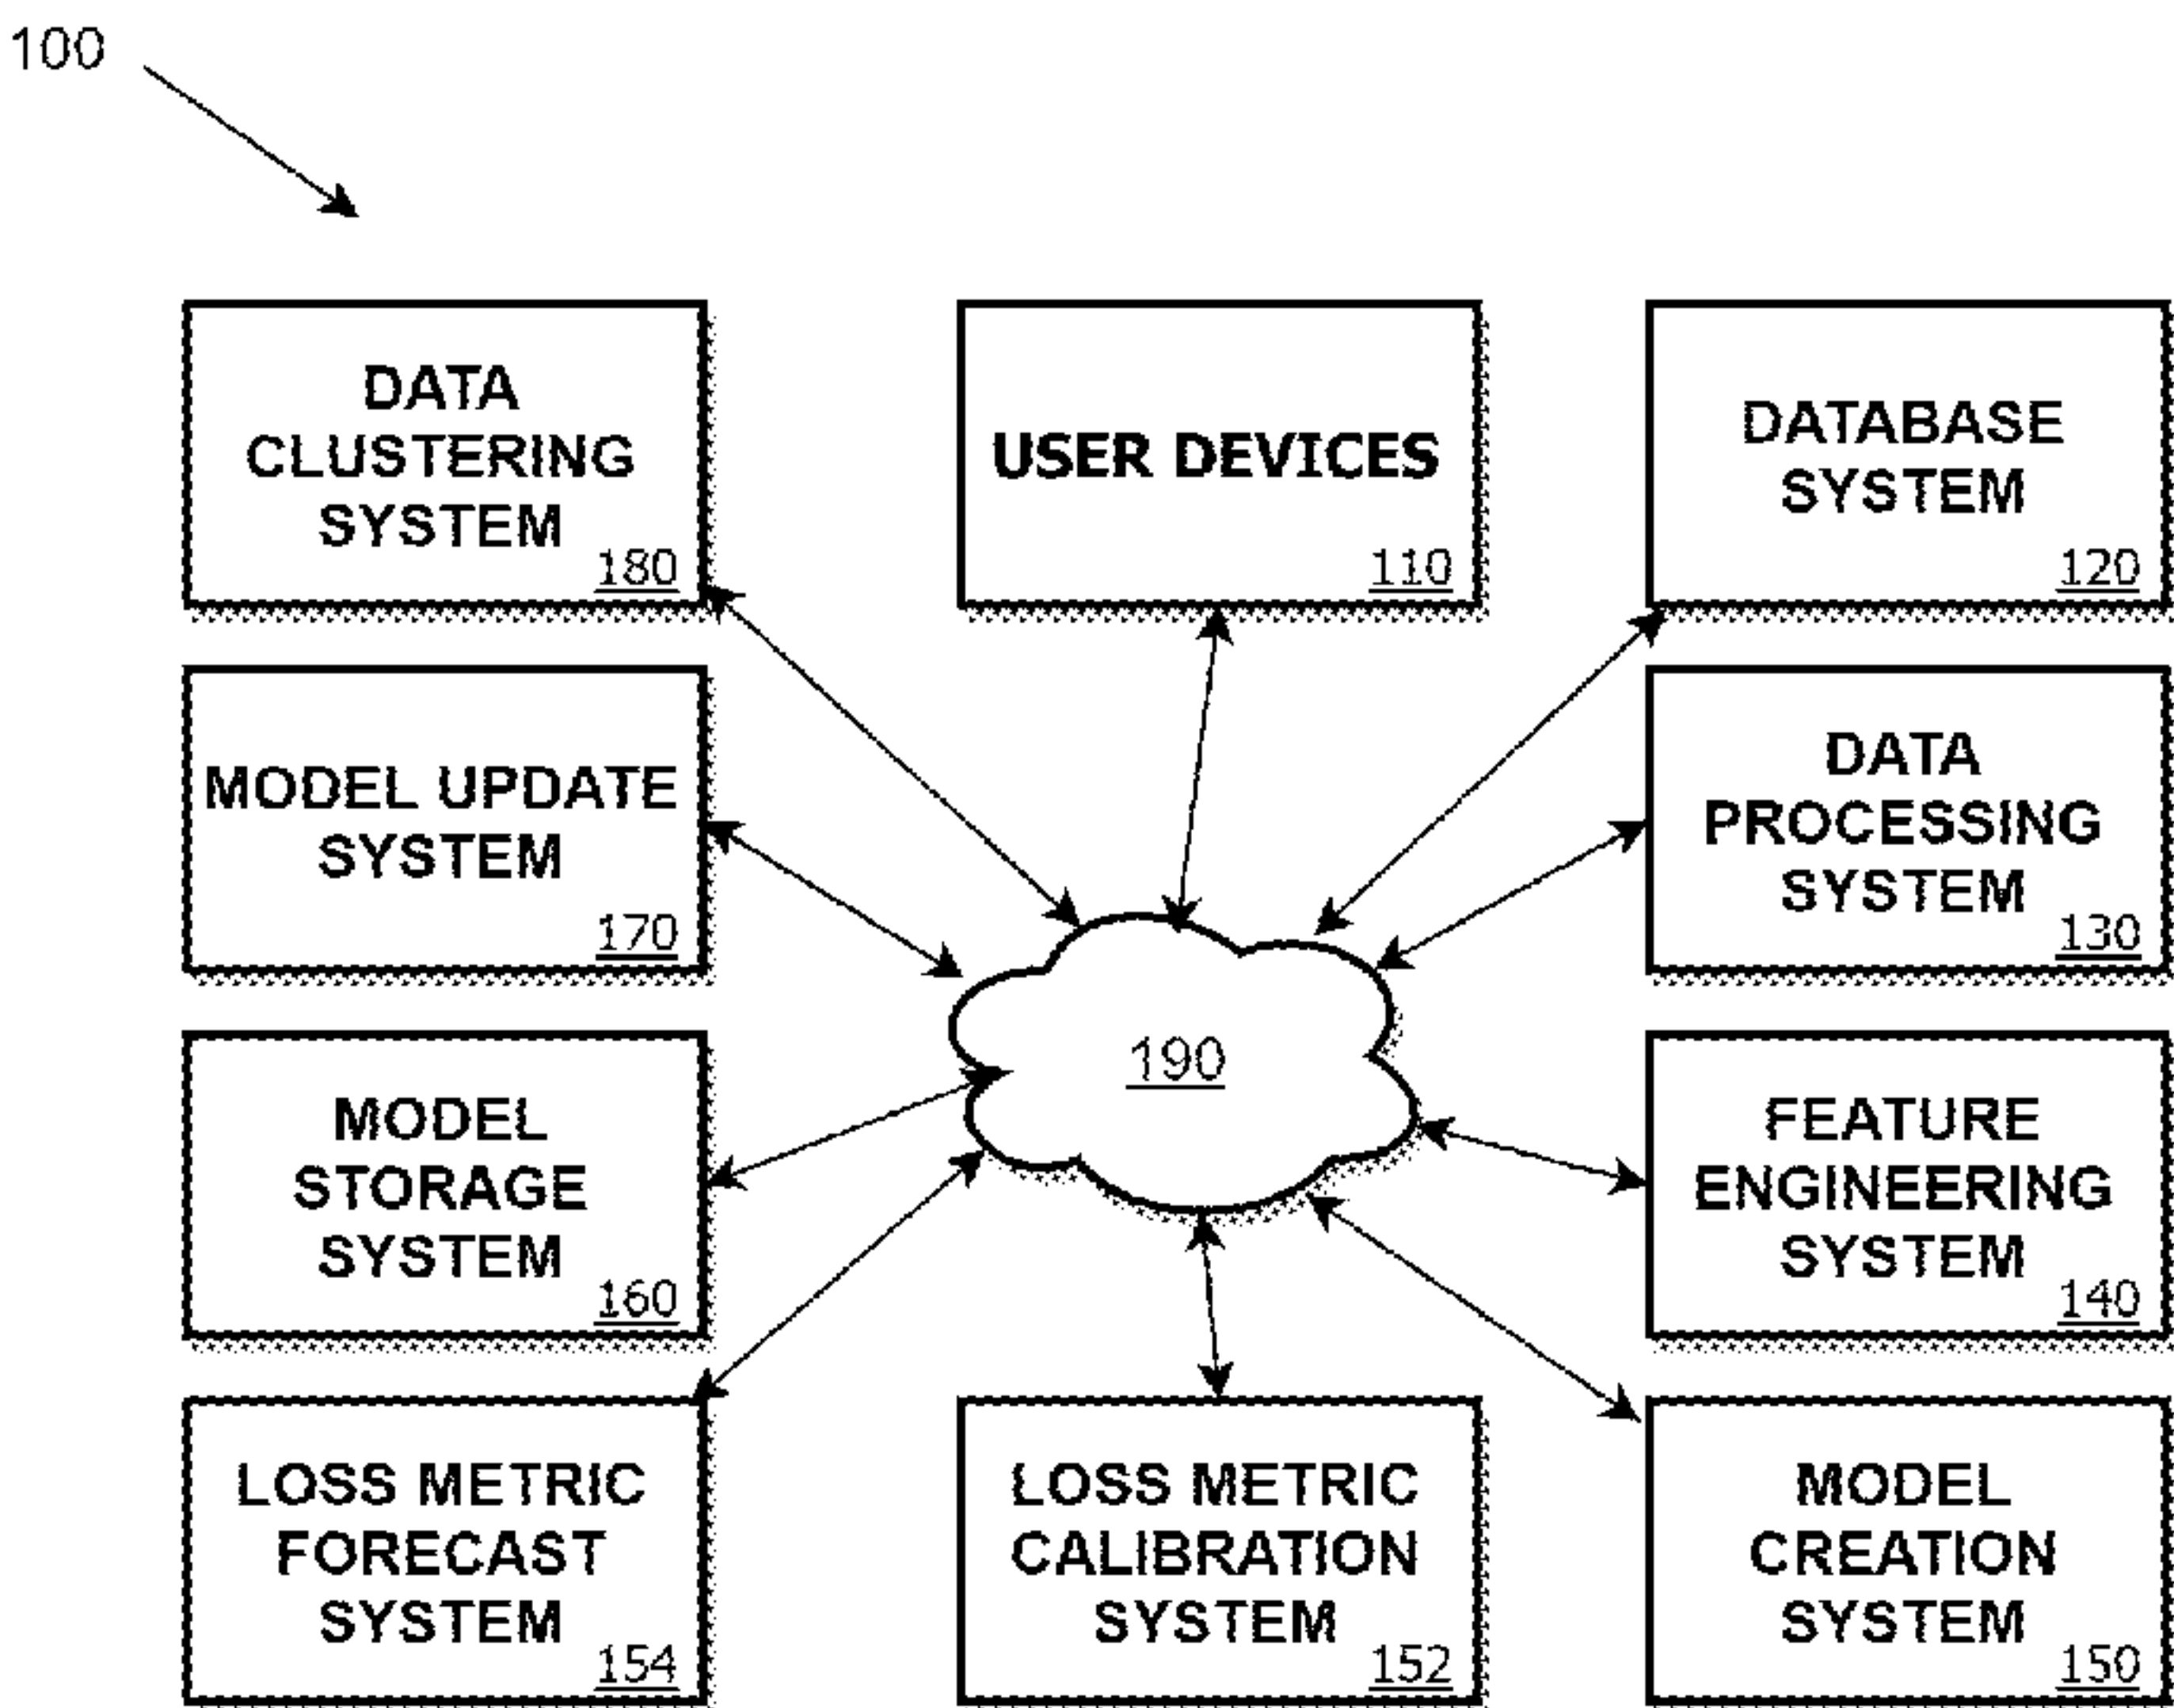 100
DATA
CLUSTERING
SYSTEM
180
USER DEVICES
110
DATABASE
SYSTEM
120
MODEL UPDATE
SYSTEM
170
DATA
PROCESSING
SYSTEM
130
190
MODEL
STORAGE
SYSTEM
160
FEATURE
ENGINEERING
SYSTEM
140
LOSS METRIC
FORECAST
SYSTEM
154
LOSS METRIC
CALIBRATION
SYSTEM
152
MODEL
CREATION
SYSTEM
150